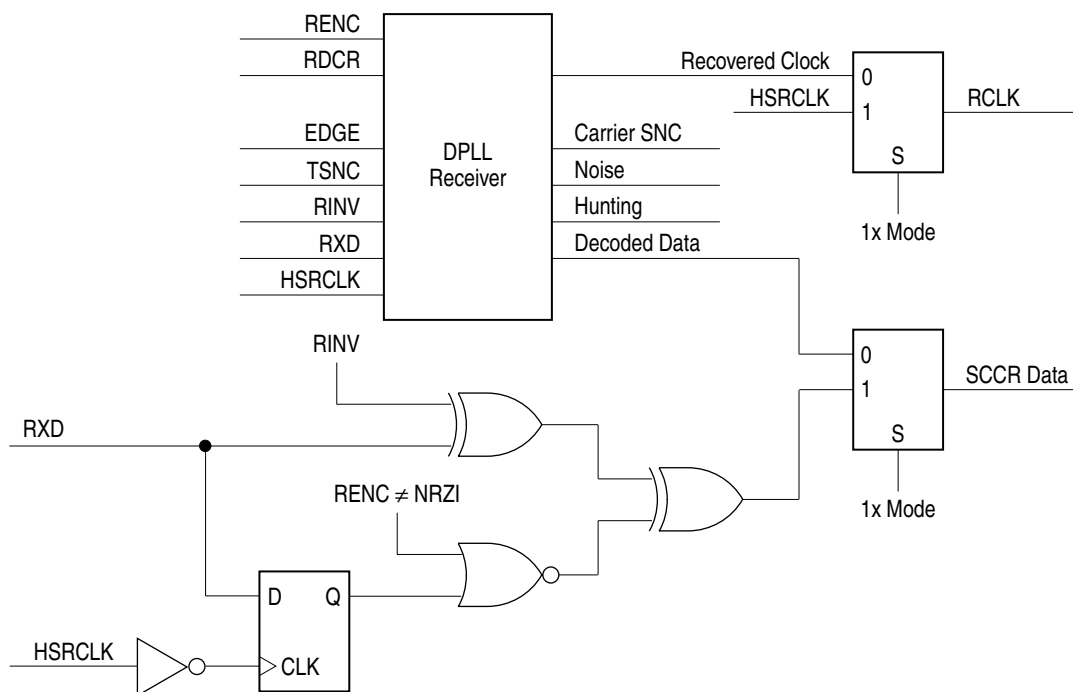 RENC
RDCR
EDGE
TSNC
RINV
RXD
HSRCLK
DPLL
Receiver
Recovered Clock
HSRCLK
Carrier SNC
Noise
Hunting
Decoded Data
0
1
S
RCLK
1x Mode
RINV
RXD
RENC ≠ NRZI
0
1
S
SCCR Data
1x Mode
D
Q
CLK
HSRCLK